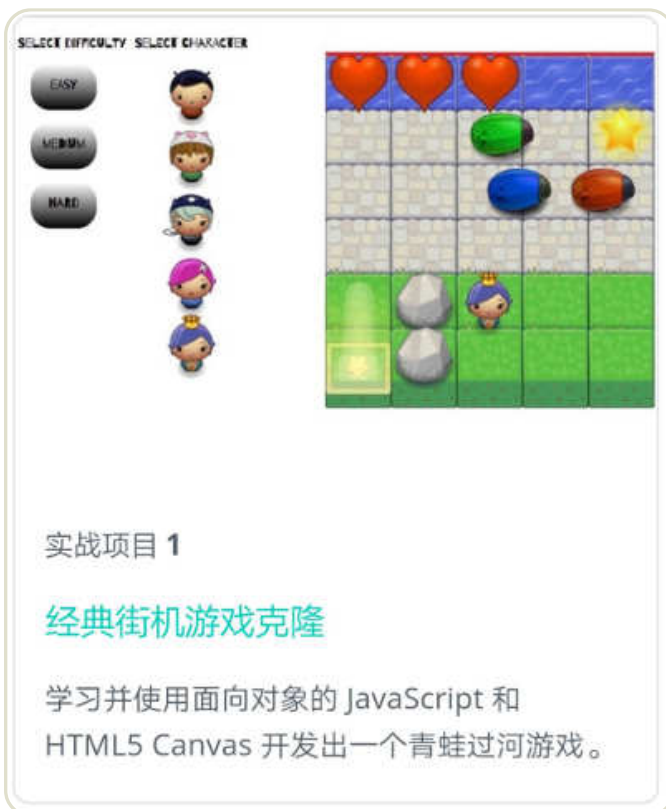 SELECT DIFFICULTY SELECT CHARACTER
EASY
MEDIUM
HARD
实战项目 1
经典街机游戏克隆
学习并使用面向对象的 JavaScript 和
HTML5 Canvas 开发出一个青蛙过河游戏。